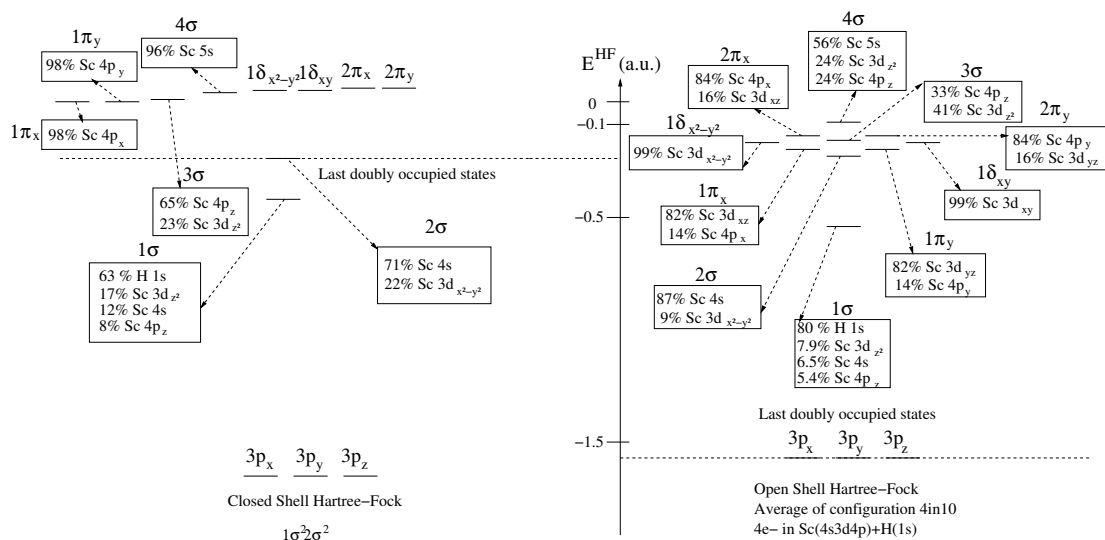 4σ
96% Sc 5s
1π_y
98% Sc 4p_y
1δ_x²−y² 1δ_xy 2π_x 2π_y
1π_x
98% Sc 4p_x
Last doubly occupied states
3σ
65% Sc 4p_z
23% Sc 3d_z²
1σ
63 % H 1s
17% Sc 3d_z²
12% Sc 4s
8% Sc 4p_z
2σ
71% Sc 4s
22% Sc 3d_x²−y²
3p_x 3p_y 3p_z
Closed Shell Hartree−Fock
1σ²2σ²
E^HF (a.u.)
0
−0.1
−0.5
−1.5
4σ
56% Sc 5s
24% Sc 3d_z²
24% Sc 4p_z
2π_x
84% Sc 4p_x
16% Sc 3d_xz
3σ
33% Sc 4p_z
41% Sc 3d_z²
2π_y
84% Sc 4p_y
16% Sc 3d_yz
1δ_x²−y²
99% Sc 3d_x²−y²
1δ_xy
99% Sc 3d_xy
1π_x
82% Sc 3d_xz
14% Sc 4p_x
1π_y
82% Sc 3d_yz
14% Sc 4p_y
2σ
87% Sc 4s
9% Sc 3d_x²−y²
1σ
80 % H 1s
7.9% Sc 3d_z²
6.5% Sc 4s
5.4% Sc 4p_z
Last doubly occupied states
3p_x 3p_y 3p_z
Open Shell Hartree−Fock
Average of configuration 4in10
4e− in Sc(4s3d4p)+H(1s)